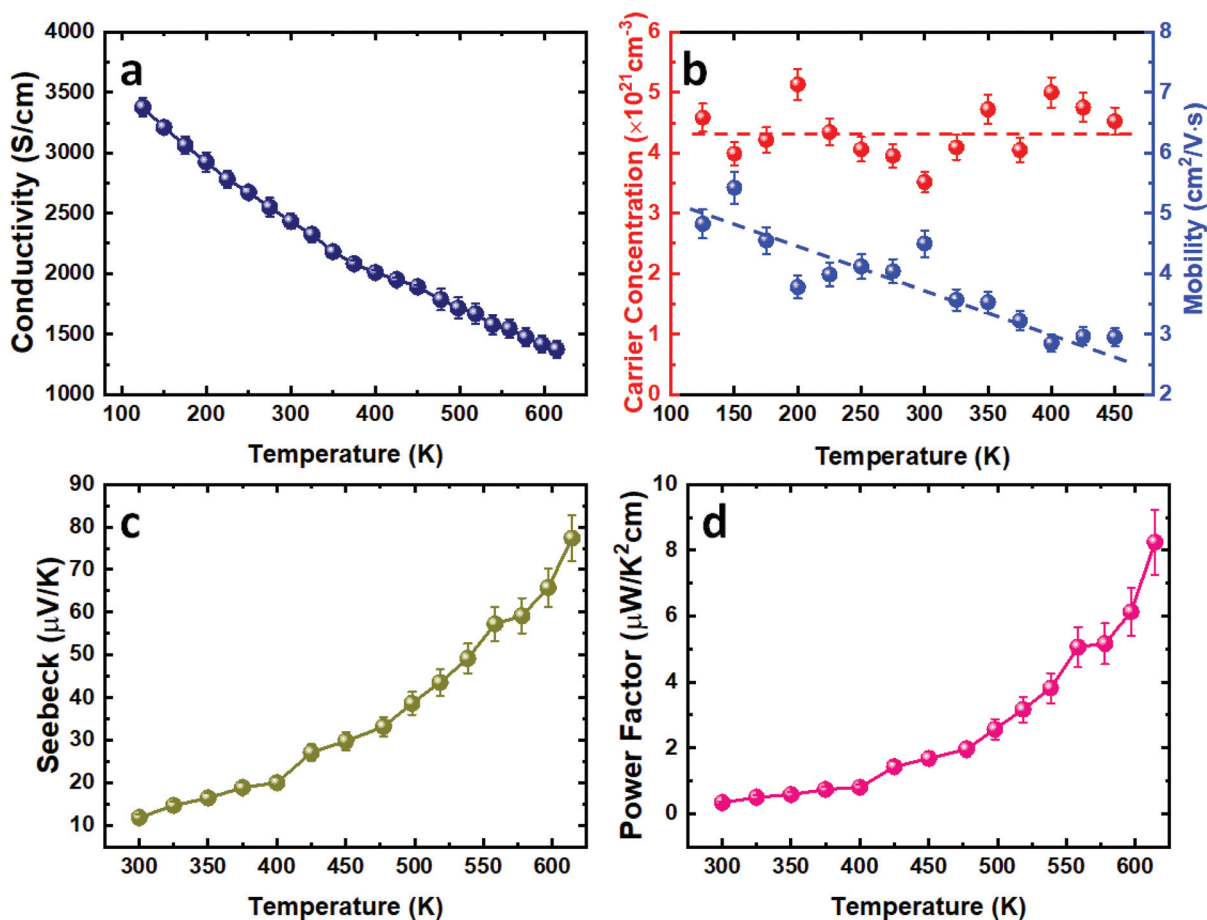 a
Conductivity (S/cm)
4000
3500
3000
2500
2000
1500
1000
100 200 300 400 500 600
Temperature (K)
b
Carrier Concentration (×10²¹cm⁻³)
6
5
4
3
2
1
0
Mobility (cm²/V·s)
8
7
6
5
4
3
2
100 150 200 250 300 350 400 450
Temperature (K)
c
Seebeck (μV/K)
90
80
70
60
50
40
30
20
10
300 350 400 450 500 550 600
Temperature (K)
d
Power Factor (μW/K²cm)
10
8
6
4
2
0
300 350 400 450 500 550 600
Temperature (K)